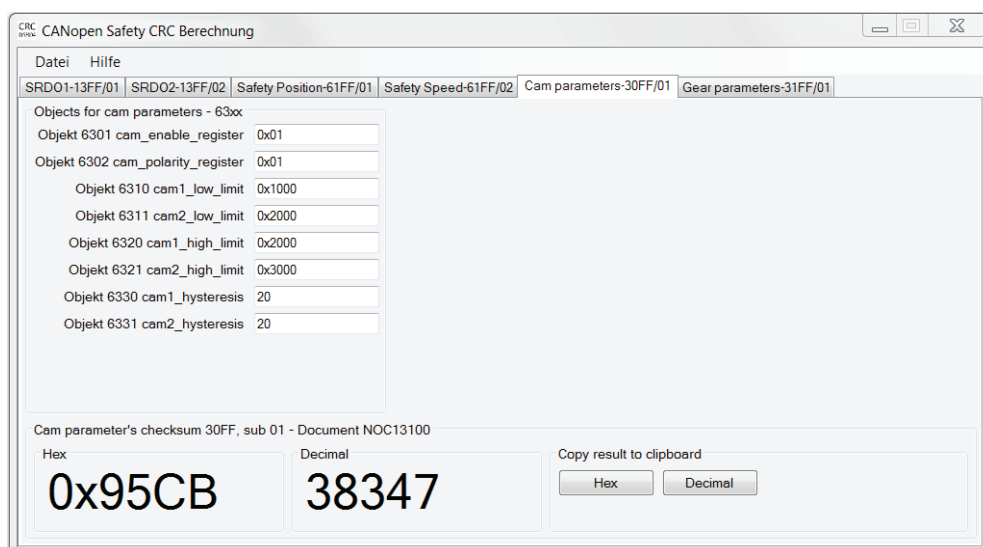 CRC CANopen Safety CRC Berechnung
Datei Hilfe
SRDO1-13FF/01 SRDO2-13FF/02 Safety Position-61FF/01 Safety Speed-61FF/02 Cam parameters-30FF/01 Gear parameters-31FF/01
Objects for cam parameters - 63xx
Objekt 6301 cam_enable_register 0x01
Objekt 6302 cam_polarity_register 0x01
Objekt 6310 cam1_low_limit 0x1000
Objekt 6311 cam2_low_limit 0x2000
Objekt 6320 cam1_high_limit 0x2000
Objekt 6321 cam2_high_limit 0x3000
Objekt 6330 cam1_hysteresis 20
Objekt 6331 cam2_hysteresis 20
Cam parameter's checksum 30FF, sub 01 - Document NOC13100
Hex Decimal Copy result to clipboard
0x95CB 38347 Hex Decimal